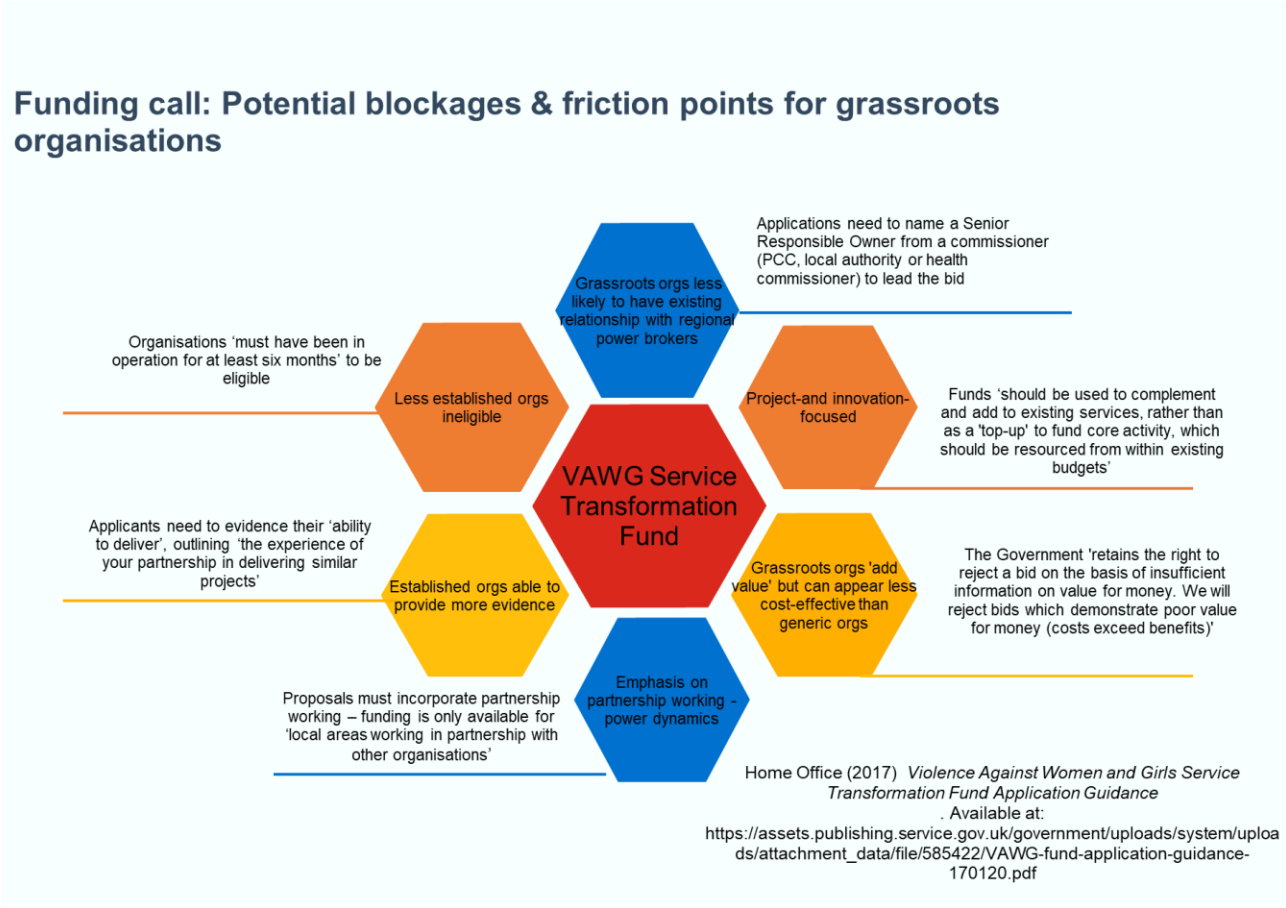 Funding call: Potential blockages & friction points for grassroots
organisations
Applications need to name a Senior
Responsible Owner from a commissioner
(PCC, local authority or health
commissioner) to lead the bid
Grassroots orgs less
likely to have existing
relationship with regional
power brokers
Organisations ‘must have been in
operation for at least six months’ to be
eligible
Less established orgs
ineligible
Project-and innovation-
focused
Funds ‘should be used to complement
and add to existing services, rather than
as a 'top-up' to fund core activity, which
should be resourced from within existing
budgets’
VAWG Service
Transformation
Fund
Applicants need to evidence their ‘ability
to deliver’, outlining ‘the experience of
your partnership in delivering similar
projects’
Established orgs able to
provide more evidence
Grassroots orgs 'add
value' but can appear less
cost-effective than
generic orgs
The Government 'retains the right to
reject a bid on the basis of insufficient
information on value for money. We will
reject bids which demonstrate poor value
for money (costs exceed benefits)'
Emphasis on
partnership working -
power dynamics
Proposals must incorporate partnership
working – funding is only available for
‘local areas working in partnership with
other organisations’
Home Office (2017) Violence Against Women and Girls Service
Transformation Fund Application Guidance
. Available at:
https://assets.publishing.service.gov.uk/government/uploads/system/uploa
ds/attachment_data/file/585422/VAWG-fund-application-guidance-
170120.pdf